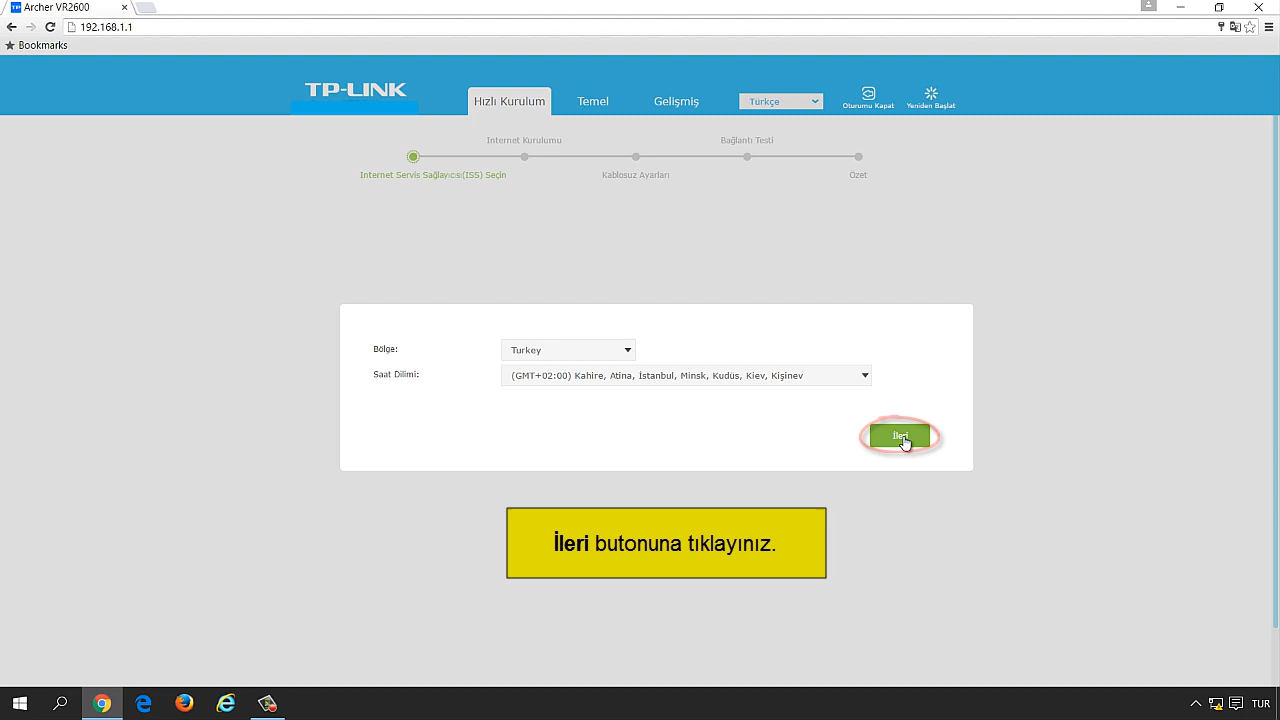 Archer VR2600
192.168.1.1
Bookmarks
TP-LINK
Hızlı Kurulum
Temel
Gelişmiş
Türkçe
Oturumu Kapat
Yeniden Başlat
Internet Kurulumu
Bağlantı Testi
Internet Servis Sağlayıcısı(ISS) Seçin
Kablosuz Ayarları
Özet
Bölge:
Turkey
Saat Dilimi:
(GMT+02:00) Kahire, Atina, İstanbul, Minsk, Kudüs, Kiev, Kişinev
İleri
İleri butonuna tıklayınız.
TUR